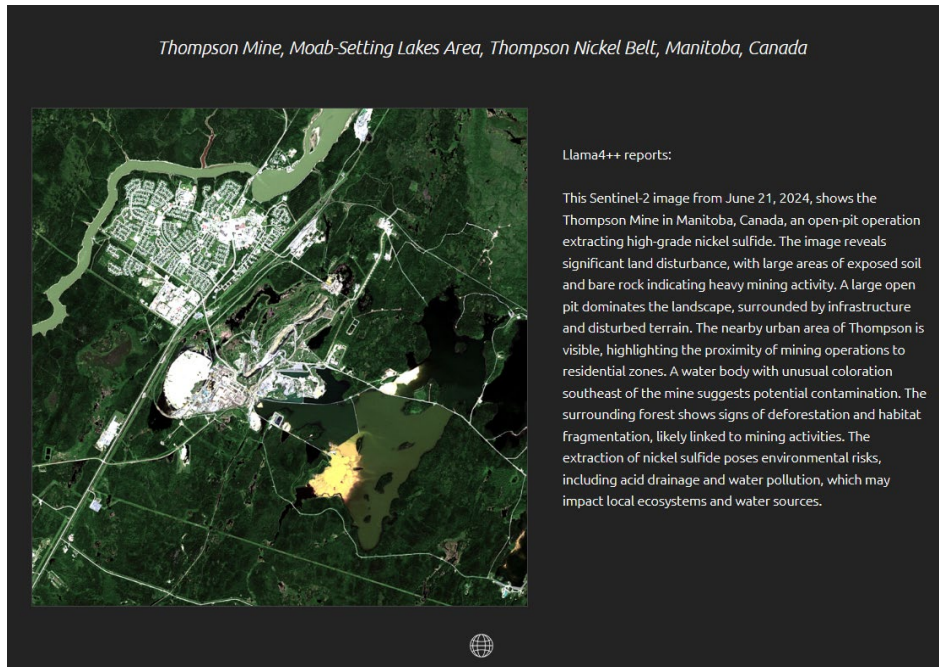 Thompson Mine, Moab-Setting Lakes Area, Thompson Nickel Belt, Manitoba, Canada
Llama4++ reports:
This Sentinel-2 image from June 21, 2024, shows the
Thompson Mine in Manitoba, Canada, an open-pit operation
extracting high-grade nickel sulfide. The image reveals
significant land disturbance, with large areas of exposed soil
and bare rock indicating heavy mining activity. A large open
pit dominates the landscape, surrounded by infrastructure
and disturbed terrain. The nearby urban area of Thompson is
visible, highlighting the proximity of mining operations to
residential zones. A water body with unusual coloration
southeast of the mine suggests potential contamination. The
surrounding forest shows signs of deforestation and habitat
fragmentation, likely linked to mining activities. The
extraction of nickel sulfide poses environmental risks,
including acid drainage and water pollution, which may
impact local ecosystems and water sources.